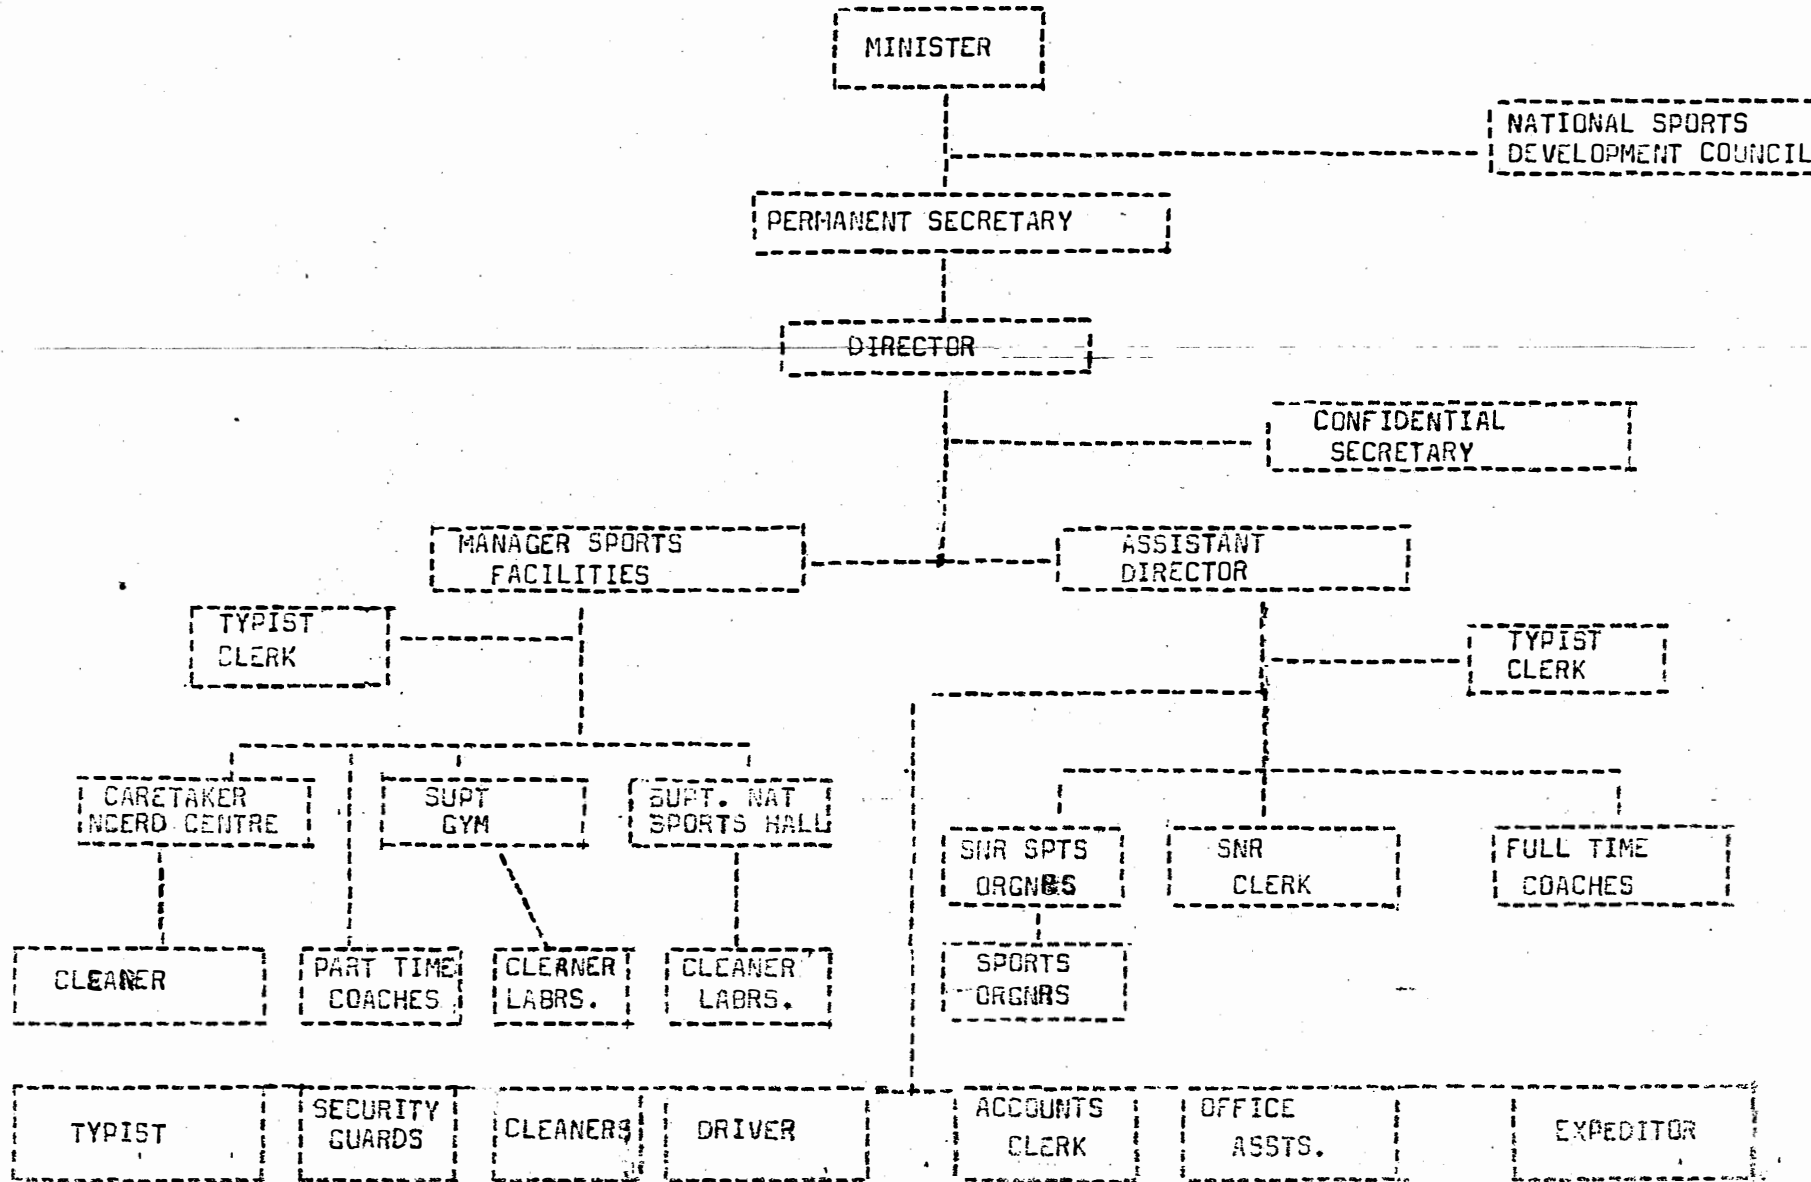 MINISTER
NATIONAL SPORTS
DEVELOPMENT COUNCIL
PERMANENT SECRETARY
DIRECTOR
CONFIDENTIAL
SECRETARY
MANAGER SPORTS
FACILITIES
ASSISTANT
DIRECTOR
TYPIST
CLERK
TYPIST
CLERK
CARETAKER
NCERD CENTRE
SUPT
GYM
SUPT. NAT
SPORTS HALL
SNR SPTS
ORGNRS
SNR
CLERK
FULL TIME
COACHES
CLEANER
PART TIME
COACHES
CLEANER
LABRS.
CLEANER
LABRS.
SPORTS
ORGNRS
TYPIST
SECURITY
GUARDS
CLEANERS
DRIVER
ACCOUNTS
CLERK
OFFICE
ASSTS.
EXPEDITOR